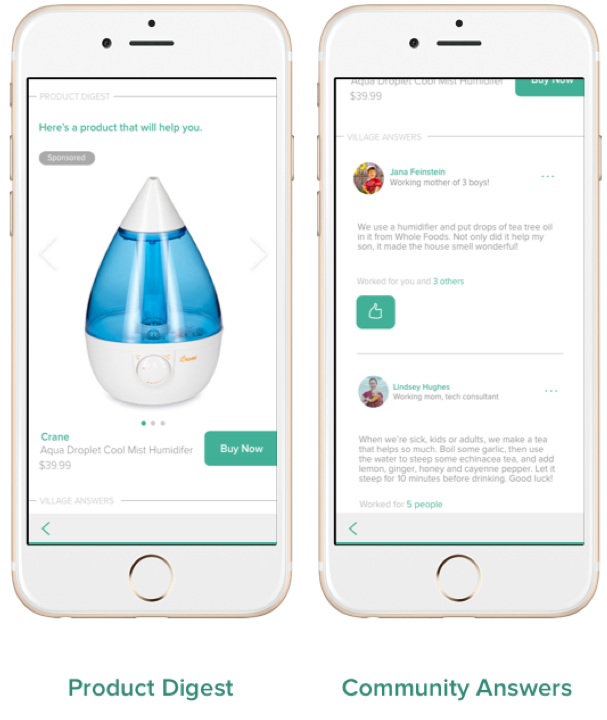 PRODUCT DIGEST
Here's a product that will help you.
Sponsored
Crane
Crane
Aqua Droplet Cool Mist Humidifer
$39.99
Buy Now
VILLAGE ANSWERS
Product Digest
Aqua Droplet Cool Mist Humidifer
$39.99
Buy Now
VILLAGE ANSWERS
Jana Feinstein
Working mother of 3 boys!
We use a humidifier and put drops of tea tree oil
in it from Whole Foods. Not only did it help my
son, it made the house smell wonderful!
Worked for you and 3 others
Lindsey Hughes
Working mom, tech consultant
When we're sick, kids or adults, we make a tea
that helps so much. Boil some garlic, then use
the water to steep some echinacea tea, and add
lemon, ginger, honey and cayenne pepper. Let it
steep for 10 minutes before drinking. Good luck!
Worked for 5 people
Community Answers